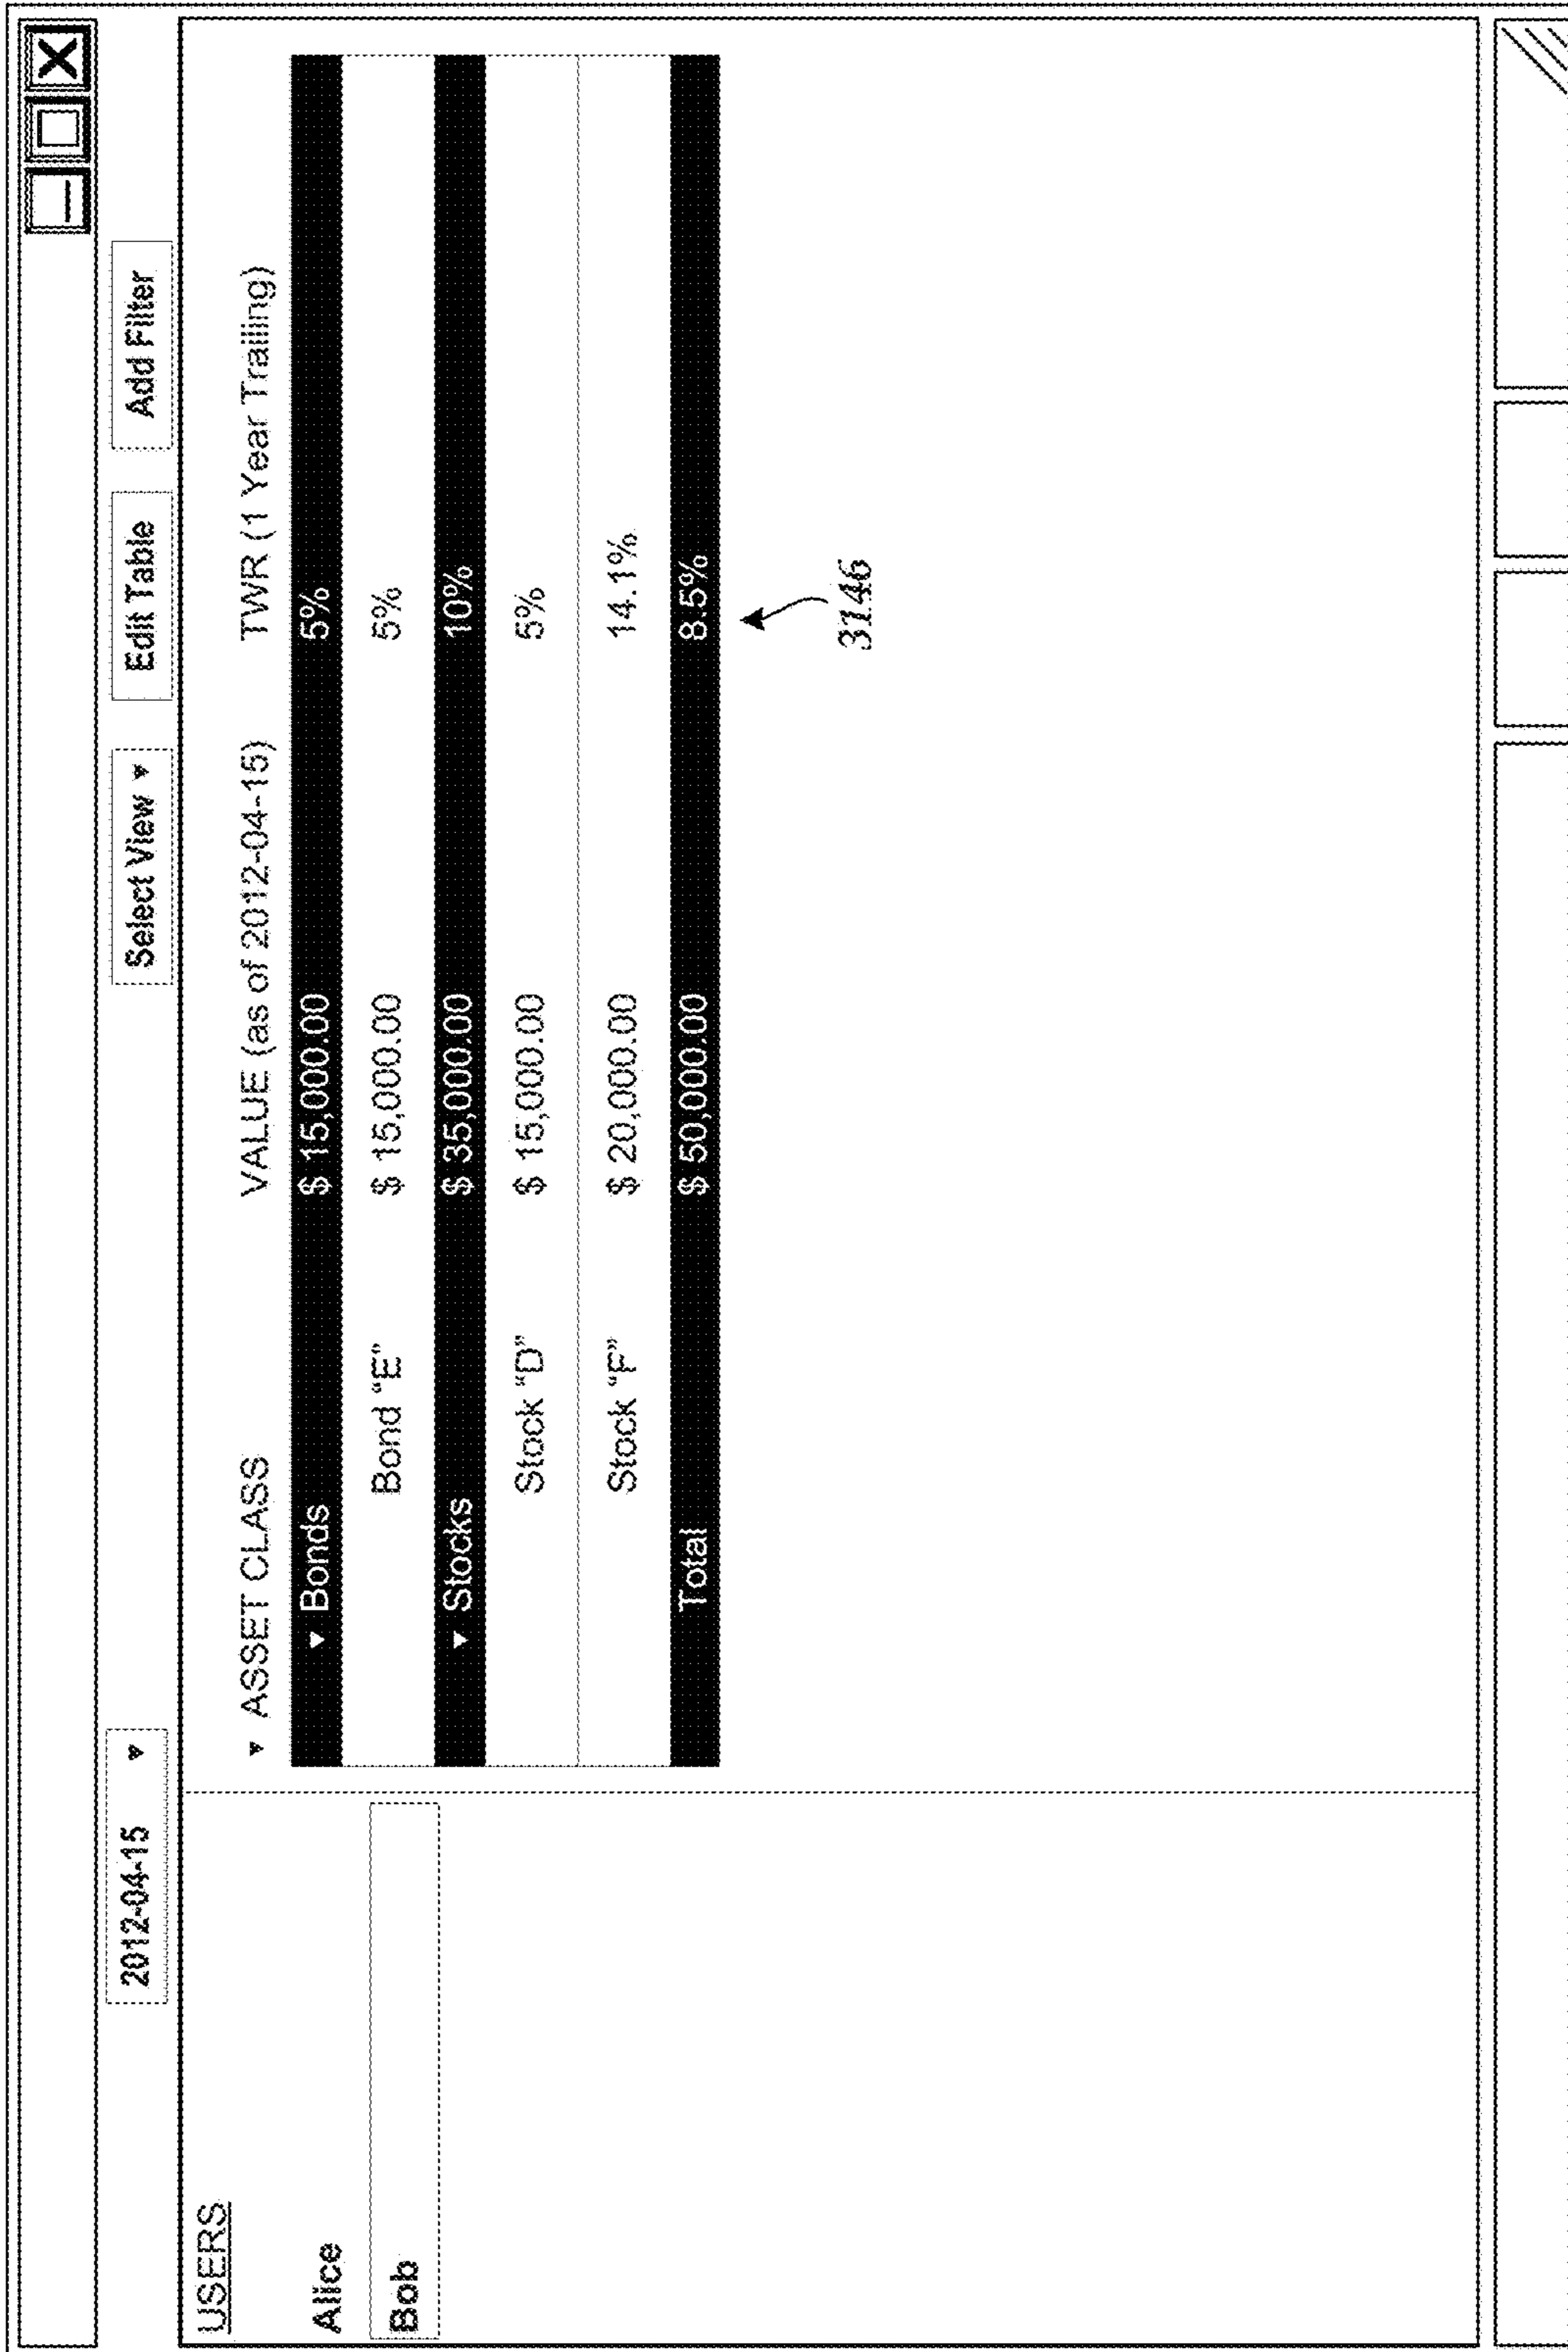 2012-04-15 ▼ Select View ▼ Edit Table Add Filter
USERS
Alice
Bob
▼ ASSET CLASS VALUE (as of 2012-04-15) TWR (1 Year Trailing)
▼ Bonds $ 15,000.00 5%
Bond “E” $ 15,000.00 5%
▼ Stocks $ 35,000.00 10%
Stock “D” $ 15,000.00 5%
Stock “F” $ 20,000.00 14.1%
Total $ 50,000.00 8.5%
3146